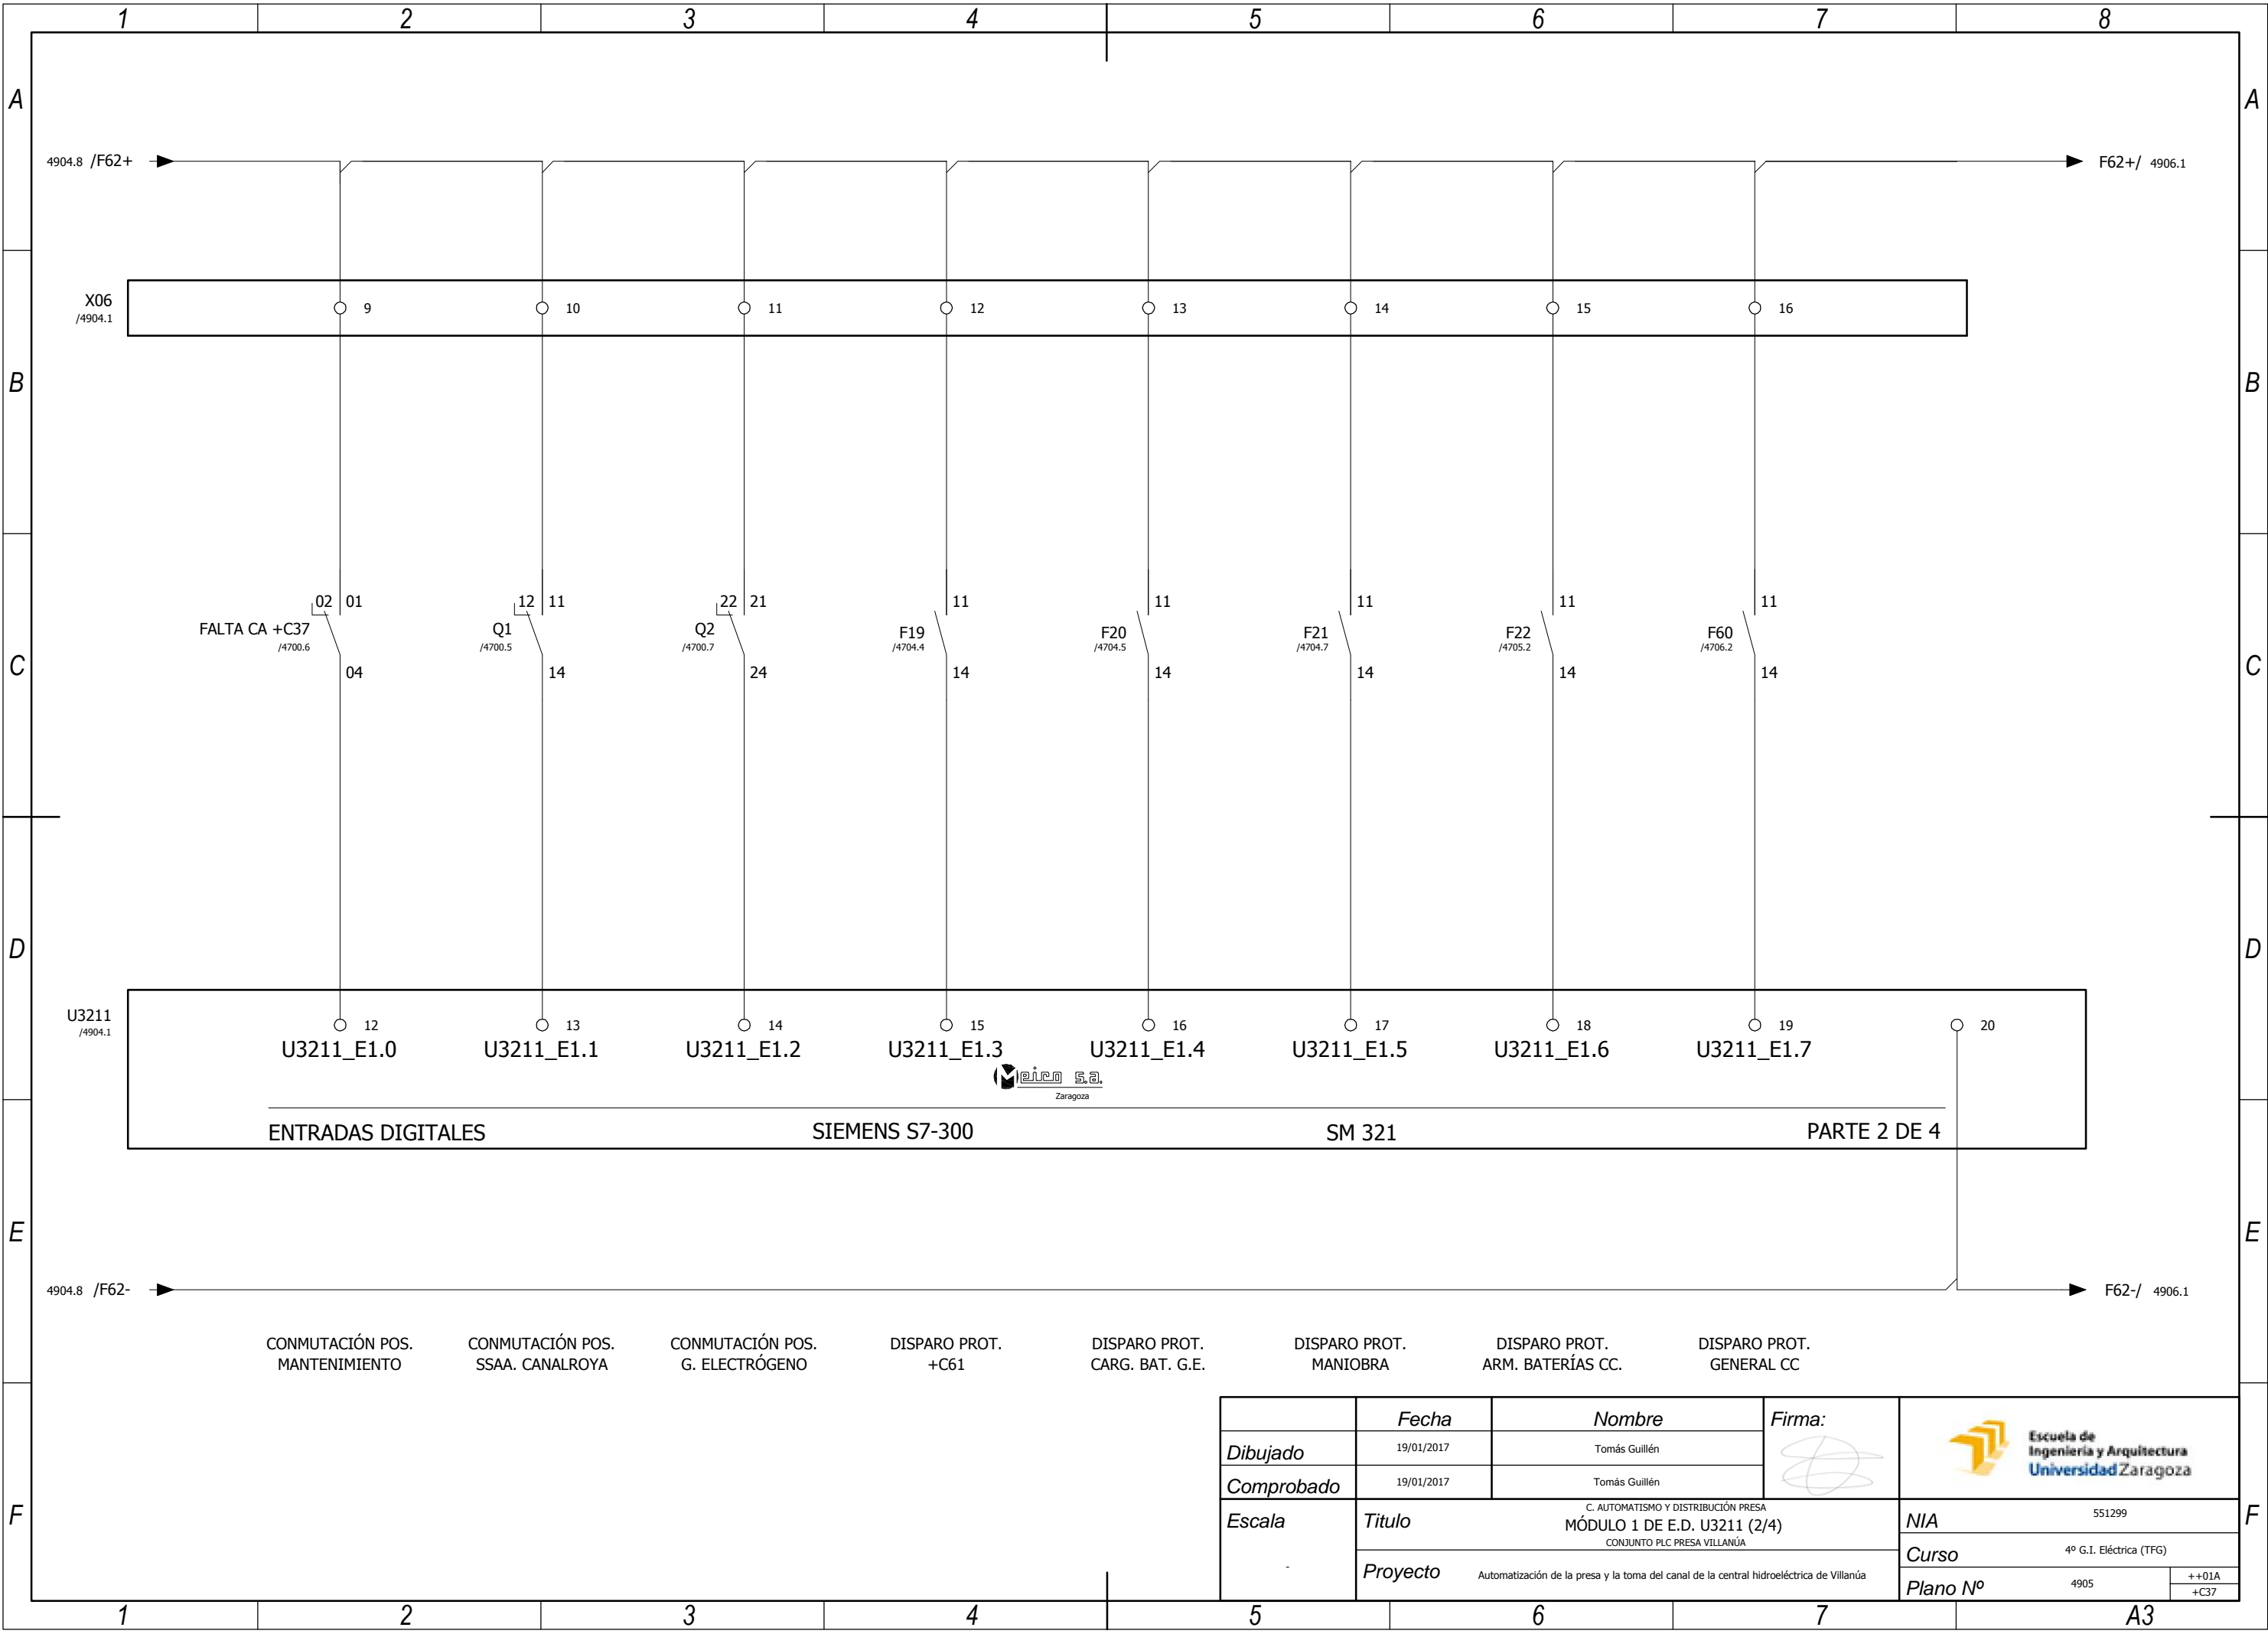 1 2 3 4 5 6 7 8
A A
4904.8 /F62+ F62+/ 4906.1
X06
/4904.1
9 10 11 12 13 14 15 16
B B
02 01 12 11 22 21 11 11 11 11 11
FALTA CA +C37 Q1 Q2 F19 F20 F21 F22 F60
/4700.6 /4700.5 /4700.7 /4704.4 /4704.5 /4704.7 /4705.2 /4706.2
C C
04 14 24 14 14 14 14 14
D D
U3211
/4904.1
12 13 14 15 16 17 18 19 20
U3211_E1.0 U3211_E1.1 U3211_E1.2 U3211_E1.3 U3211_E1.4 U3211_E1.5 U3211_E1.6 U3211_E1.7
Meico s.a.
Zaragoza
ENTRADAS DIGITALES SIEMENS S7-300 SM 321 PARTE 2 DE 4
E E
4904.8 /F62- F62-/ 4906.1
CONMUTACIÓN POS. CONMUTACIÓN POS. CONMUTACIÓN POS. DISPARO PROT. DISPARO PROT. DISPARO PROT. DISPARO PROT. DISPARO PROT.
MANTENIMIENTO SSAA. CANALROYA G. ELECTRÓGENO +C61 CARG. BAT. G.E. MANIOBRA ARM. BATERÍAS CC. GENERAL CC
Fecha Nombre Firma:
Dibujado 19/01/2017 Tomás Guillén
Comprobado 19/01/2017 Tomás Guillén
Escuela de
Ingeniería y Arquitectura
Universidad Zaragoza
F F
Escala -
Titulo
C. AUTOMATISMO Y DISTRIBUCIÓN PRESA
MÓDULO 1 DE E.D. U3211 (2/4)
CONJUNTO PLC PRESA VILLANÚA
Proyecto Automatización de la presa y la toma del canal de la central hidroeléctrica de Villanúa
NIA 551299
Curso 4º G.I. Eléctrica (TFG)
Plano Nº 4905
++01A
+C37
1 2 3 4 5 6 7 A3